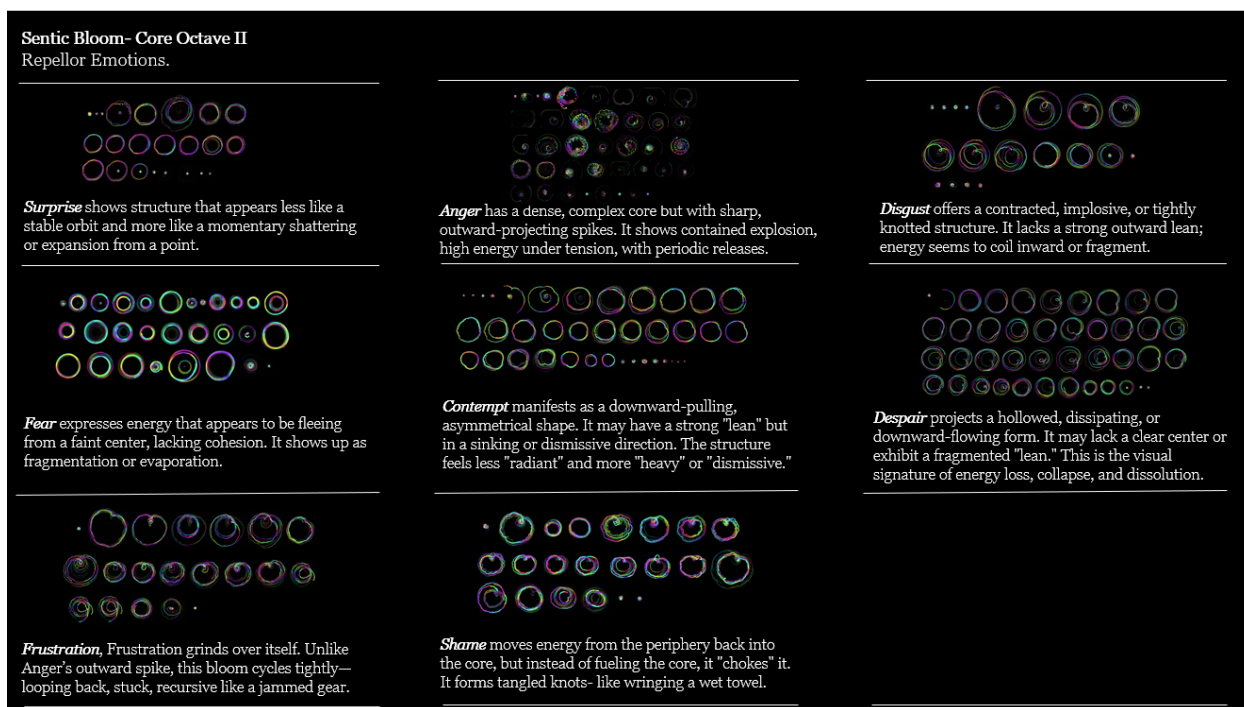 Sentic Bloom- Core Octave II
Repellor Emotions.
Surprise shows structure that appears less like a
stable orbit and more like a momentary shattering
or expansion from a point.
Anger has a dense, complex core but with sharp,
outward-projecting spikes. It shows contained explosion,
high energy under tension, with periodic releases.
Disgust offers a contracted, implosive, or tightly
knotted structure. It lacks a strong outward lean;
energy seems to coil inward or fragment.
Fear expresses energy that appears to be fleeing
from a faint center, lacking cohesion. It shows up as
fragmentation or evaporation.
Contempt manifests as a downward-pulling,
asymmetrical shape. It may have a strong "lean" but
in a sinking or dismissive direction. The structure
feels less "radiant" and more "heavy" or "dismissive."
Despair projects a hollowed, dissipating, or
downward-flowing form. It may lack a clear center or
exhibit a fragmented "lean." This is the visual
signature of energy loss, collapse, and dissolution.
Frustration, Frustration grinds over itself. Unlike
Anger's outward spike, this bloom cycles tightly—
looping back, stuck, recursive like a jammed gear.
Shame moves energy from the periphery back into
the core, but instead of fueling the core, it "chokes" it.
It forms tangled knots- like wringing a wet towel.